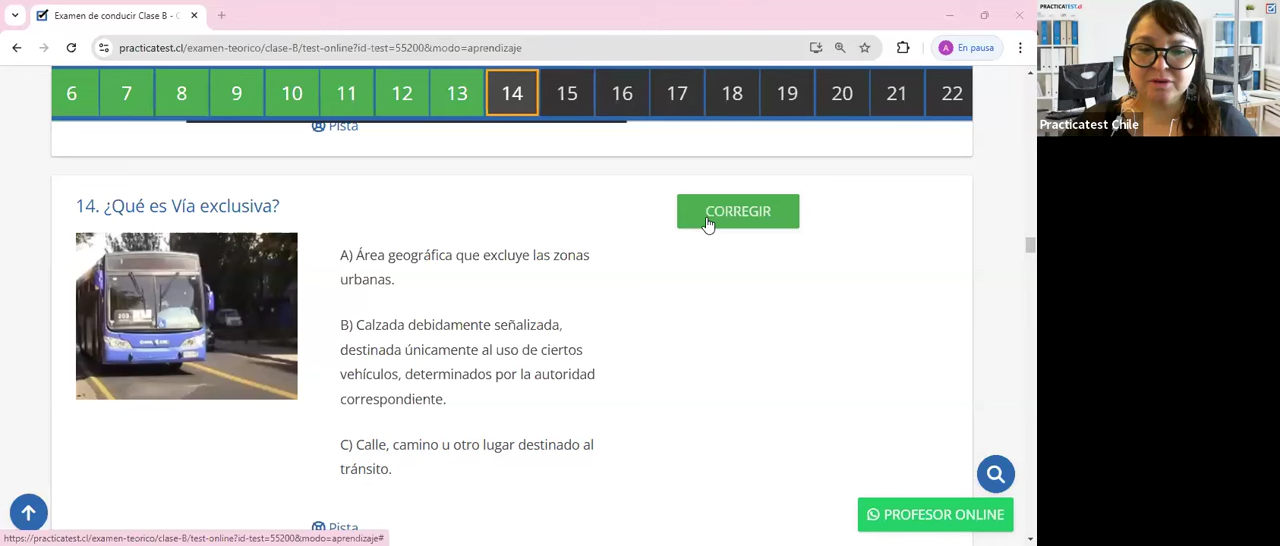 Examen de conducir Clase B - C
practicatest.cl/examen-teorico/clase-B/test-online?id-test=55200&modo=aprendizaje
A En pausa
6 7 8 9 10 11 12 13 14 15 16 17 18 19 20 21 22
Pista
14. ¿Qué es Vía exclusiva?
CORREGIR
A) Área geográfica que excluye las zonas
urbanas.
B) Calzada debidamente señalizada,
destinada únicamente al uso de ciertos
vehículos, determinados por la autoridad
correspondiente.
C) Calle, camino u otro lugar destinado al
tránsito.
Pista
PROFESOR ONLINE
https://practicatest.cl/examen-teorico/clase-B/test-online?id-test=55200&modo=aprendizaje#
PRACTICATEST.cl
Practicatest Chile